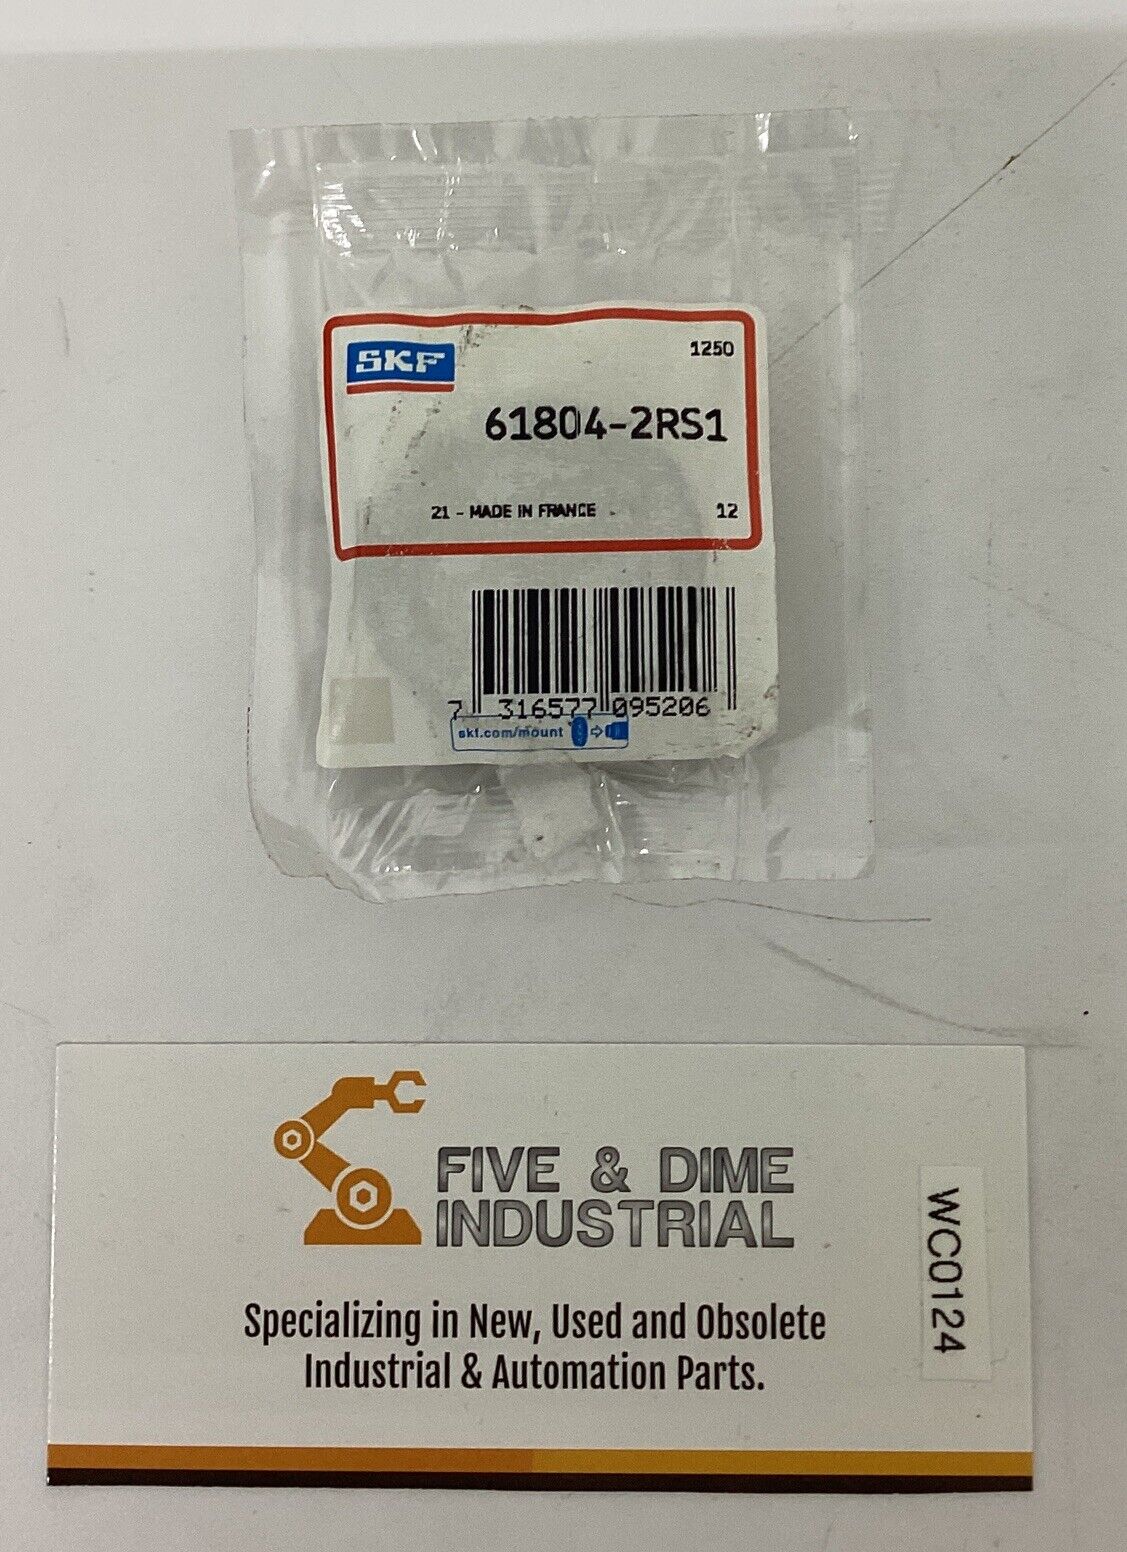 SKF
1250
61804-2RS1
21 - MADE IN FRANCE
12
7 316577 095206
skf.com/mount
FIVE & DIME
INDUSTRIAL
WC0124
Specializing in New, Used and Obsolete
Industrial & Automation Parts.